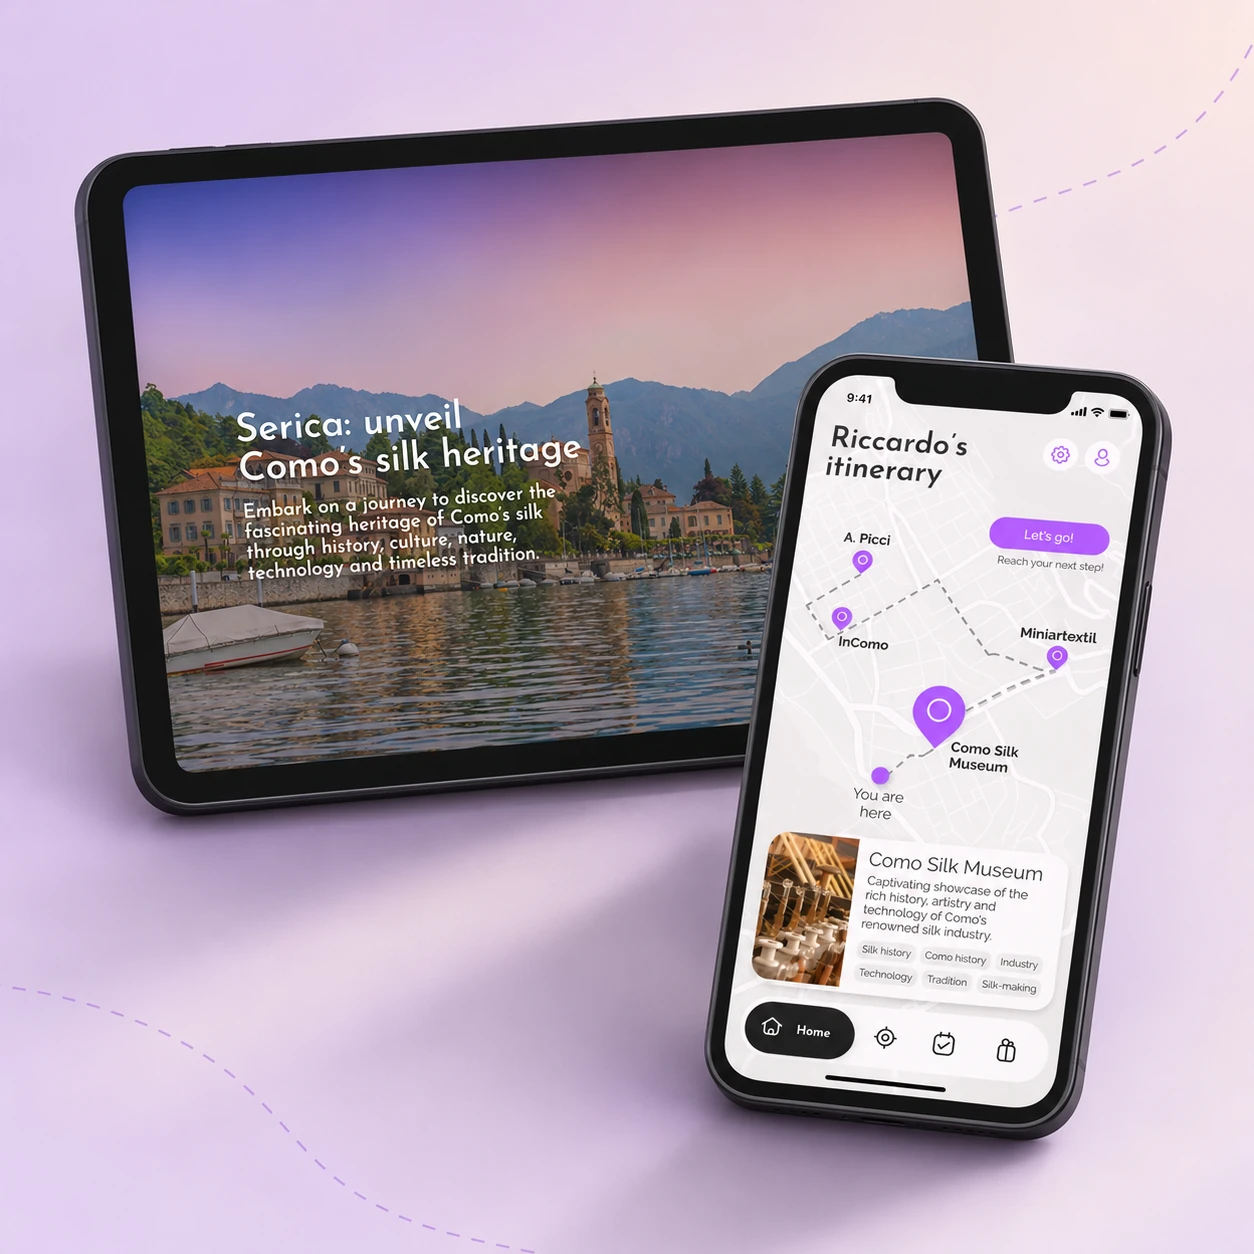 Serica: unveil
Como's silk heritage
Embark on a journey to discover the
fascinating heritage of Como's silk
through history, culture, nature,
technology and timeless tradition.
9:41
Riccardo's
itinerary
Let's go!
Reach your next step!
A. Picci
InComo
Miniartextil
Como Silk
Museum
You are
here
Como Silk Museum
Captivating showcase of the
rich history, artistry and
technology of Como's
renowned silk industry.
Silk history
Como history
Industry
Technology
Tradition
Silk-making
Home